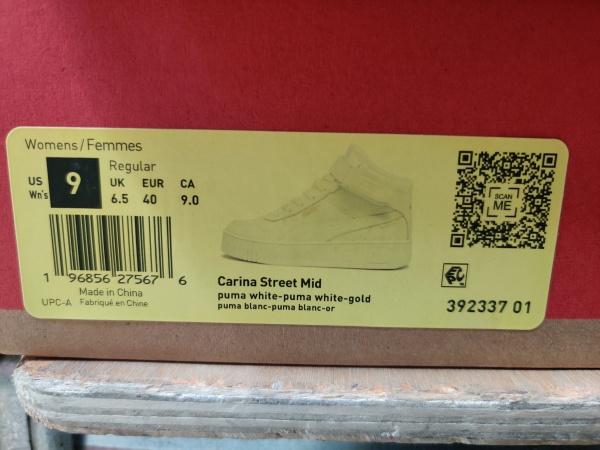 Womens/Femmes
Regular
US Wn's 9
UK EUR CA
6.5 40 9.0
1 96856 27567 6
Made in China
UPC-A Fabriqué en Chine
SCAN
ME
Carina Street Mid
puma white-puma white-gold
puma blanc-puma blanc-or
392337 01